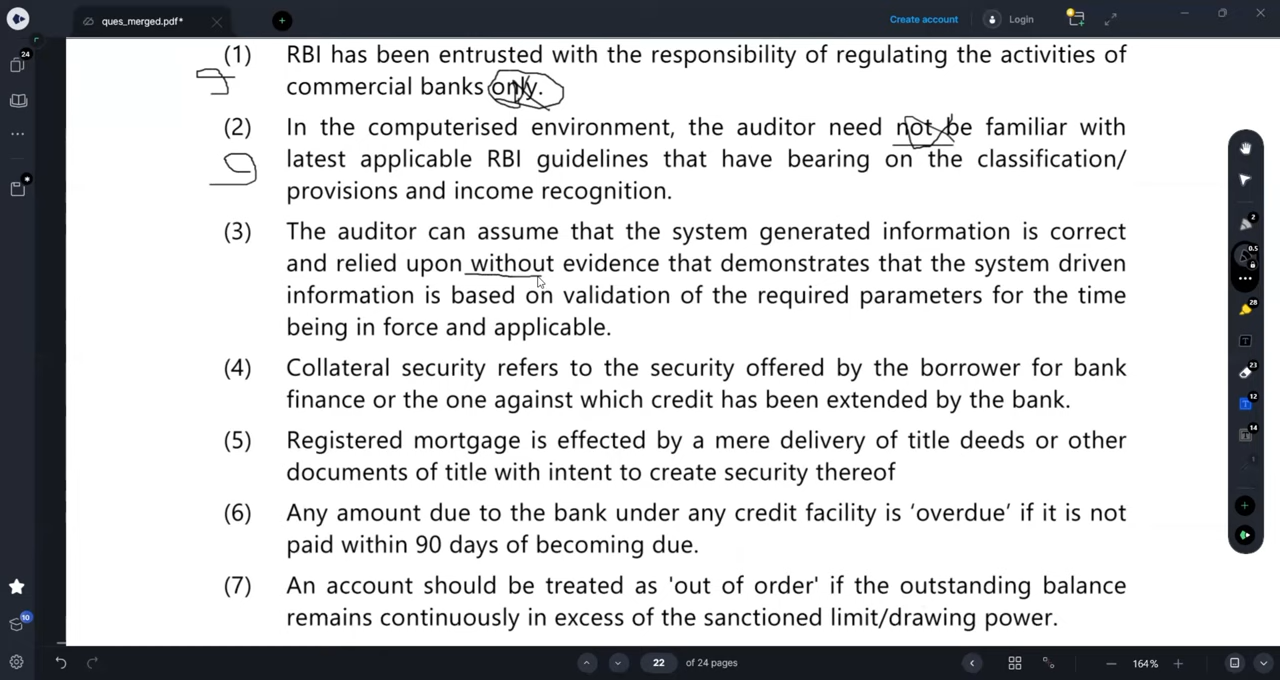 ques_merged.pdf*
Create account
Login
(1) RBI has been entrusted with the responsibility of regulating the activities of
commercial banks only.
(2) In the computerised environment, the auditor need not be familiar with
latest applicable RBI guidelines that have bearing on the classification/
provisions and income recognition.
(3) The auditor can assume that the system generated information is correct
and relied upon without evidence that demonstrates that the system driven
information is based on validation of the required parameters for the time
being in force and applicable.
(4) Collateral security refers to the security offered by the borrower for bank
finance or the one against which credit has been extended by the bank.
(5) Registered mortgage is effected by a mere delivery of title deeds or other
documents of title with intent to create security thereof
(6) Any amount due to the bank under any credit facility is ‘overdue’ if it is not
paid within 90 days of becoming due.
(7) An account should be treated as 'out of order' if the outstanding balance
remains continuously in excess of the sanctioned limit/drawing power.
24
10
2
0.5
28
23
12
14
22 of 24 pages
164%